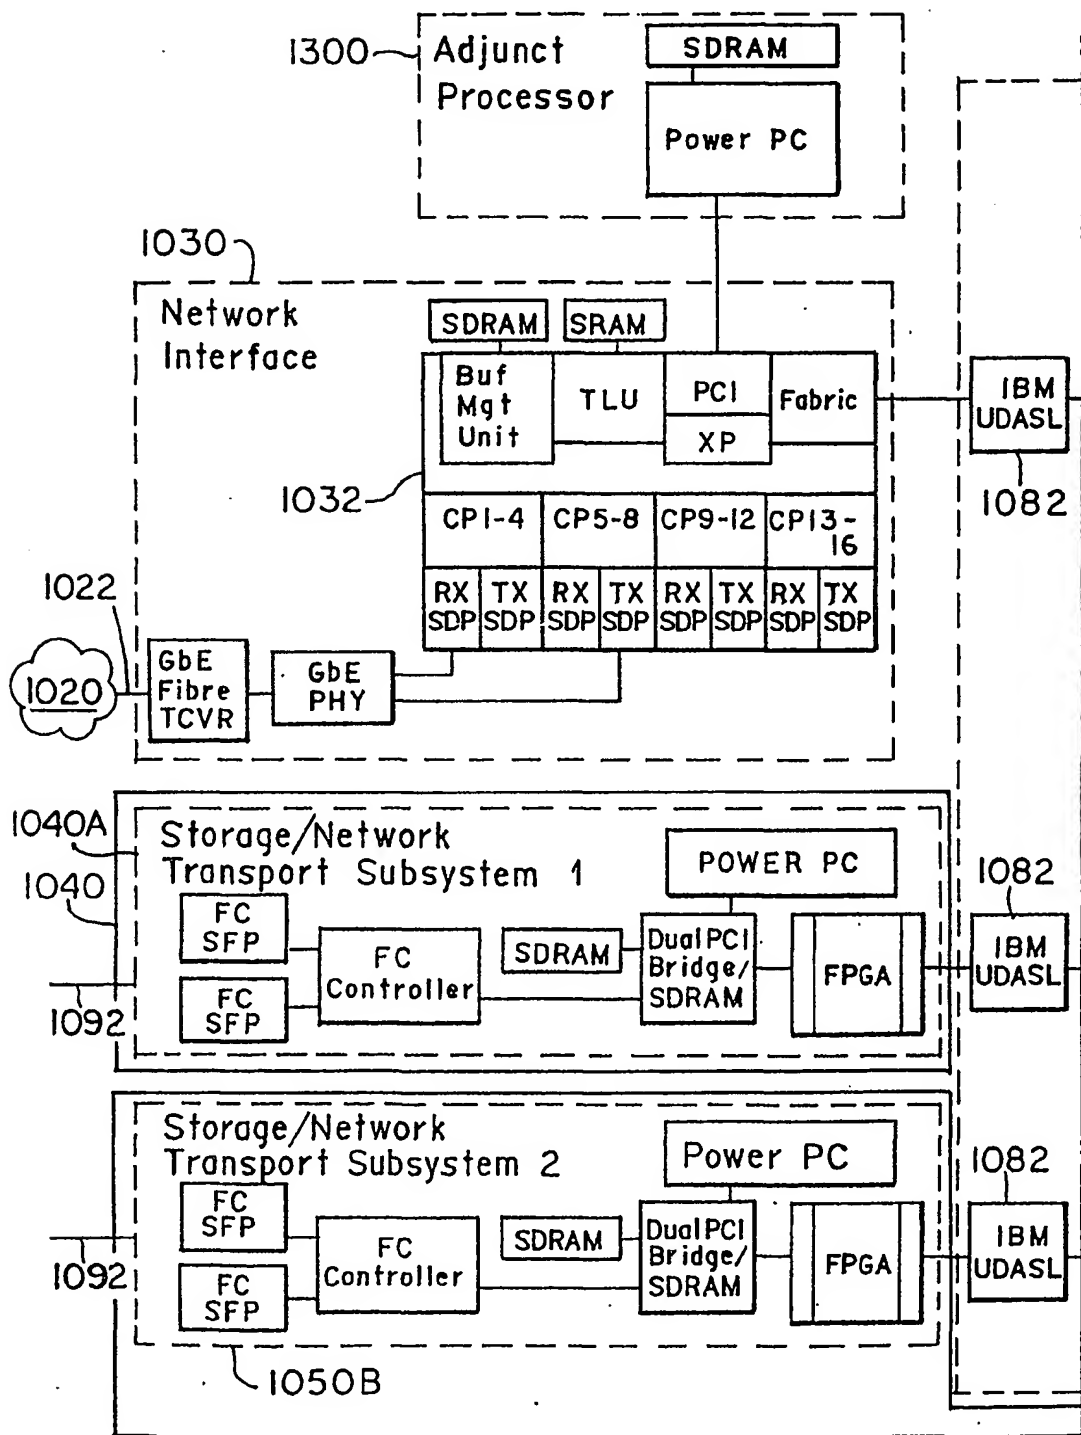 1300
Adjunct
Processor
SDRAM
Power PC
1030
Network
Interface
SDRAM
SRAM
Buf
Mgt
Unit
TLU
PCI
XP
Fabric
IBM
UDASL
1082
1032
CP1-4
CP5-8
CP9-12
CP13-
16
RX
SDP
TX
SDP
RX
SDP
TX
SDP
RX
SDP
TX
SDP
RX
SDP
TX
SDP
1022
1020
GbE
Fibre
TCVR
GbE
PHY
1040A
1040
Storage/Network
Transport Subsystem 1
POWER PC
FC
SFP
FC
SFP
FC
Controller
SDRAM
Dual PCI
Bridge/
SDRAM
FPGA
1082
IBM
UDASL
1092
Storage/Network
Transport Subsystem 2
Power PC
FC
SFP
FC
SFP
FC
Controller
SDRAM
Dual PCI
Bridge/
SDRAM
FPGA
1082
IBM
UDASL
1092
1050B